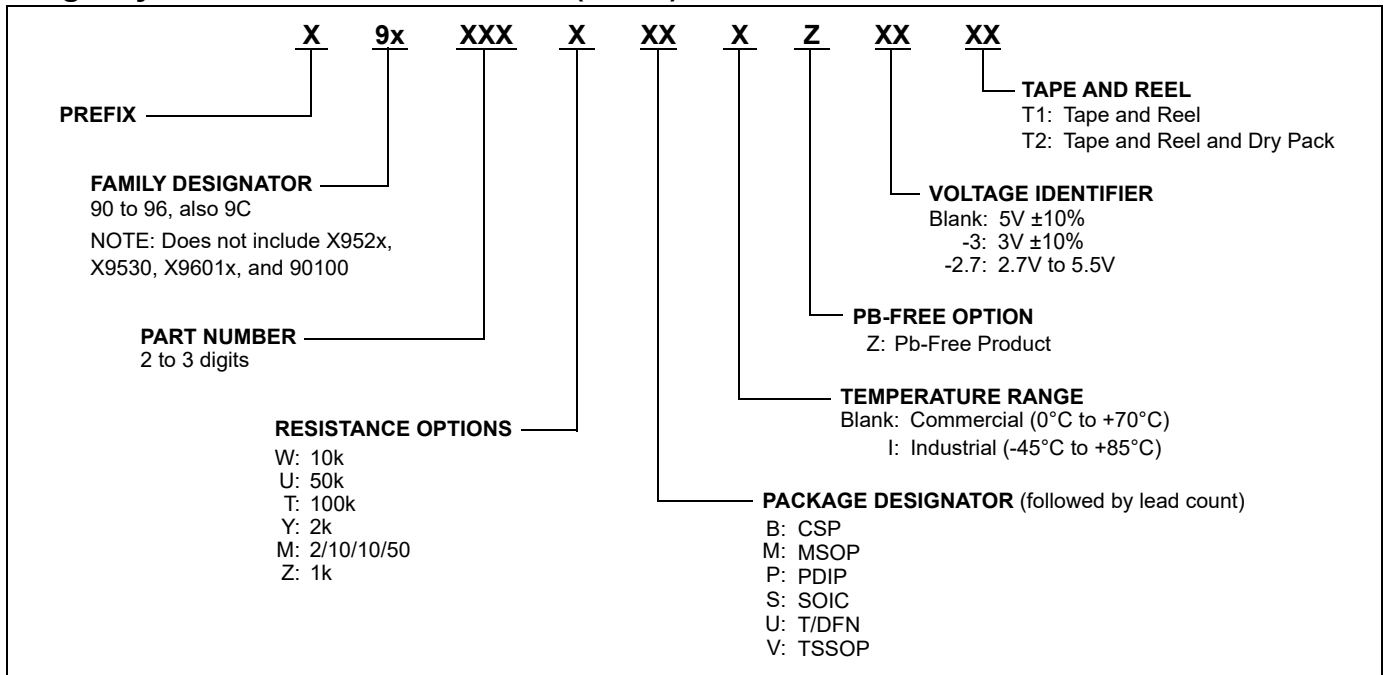 X 9x XXX X XX X Z XX XX
PREFIX
TAPE AND REEL
T1: Tape and Reel
T2: Tape and Reel and Dry Pack
FAMILY DESIGNATOR
90 to 96, also 9C
NOTE: Does not include X952x,
X9530, X9601x, and 90100
VOLTAGE IDENTIFIER
Blank: 5V ±10%
-3: 3V ±10%
-2.7: 2.7V to 5.5V
PART NUMBER
2 to 3 digits
PB-FREE OPTION
Z: Pb-Free Product
TEMPERATURE RANGE
Blank: Commercial (0°C to +70°C)
I: Industrial (-45°C to +85°C)
RESISTANCE OPTIONS
W: 10k
U: 50k
T: 100k
Y: 2k
M: 2/10/10/50
Z: 1k
PACKAGE DESIGNATOR (followed by lead count)
B: CSP
M: MSOP
P: PDIP
S: SOIC
U: T/DFN
V: TSSOP